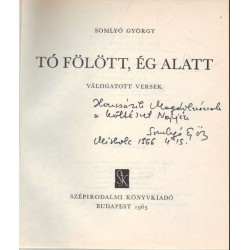 SOMLYÓ GYÖRGY
TÓ FÖLÖTT, ÉG ALATT
VÁLOGATOTT VERSEK
Magdolnának
a költészet Napján
Somlyó György
Miskolc 1966 4. 15.
SZK
SZÉPIRODALMI KÖNYVKIADÓ
BUDAPEST 1965